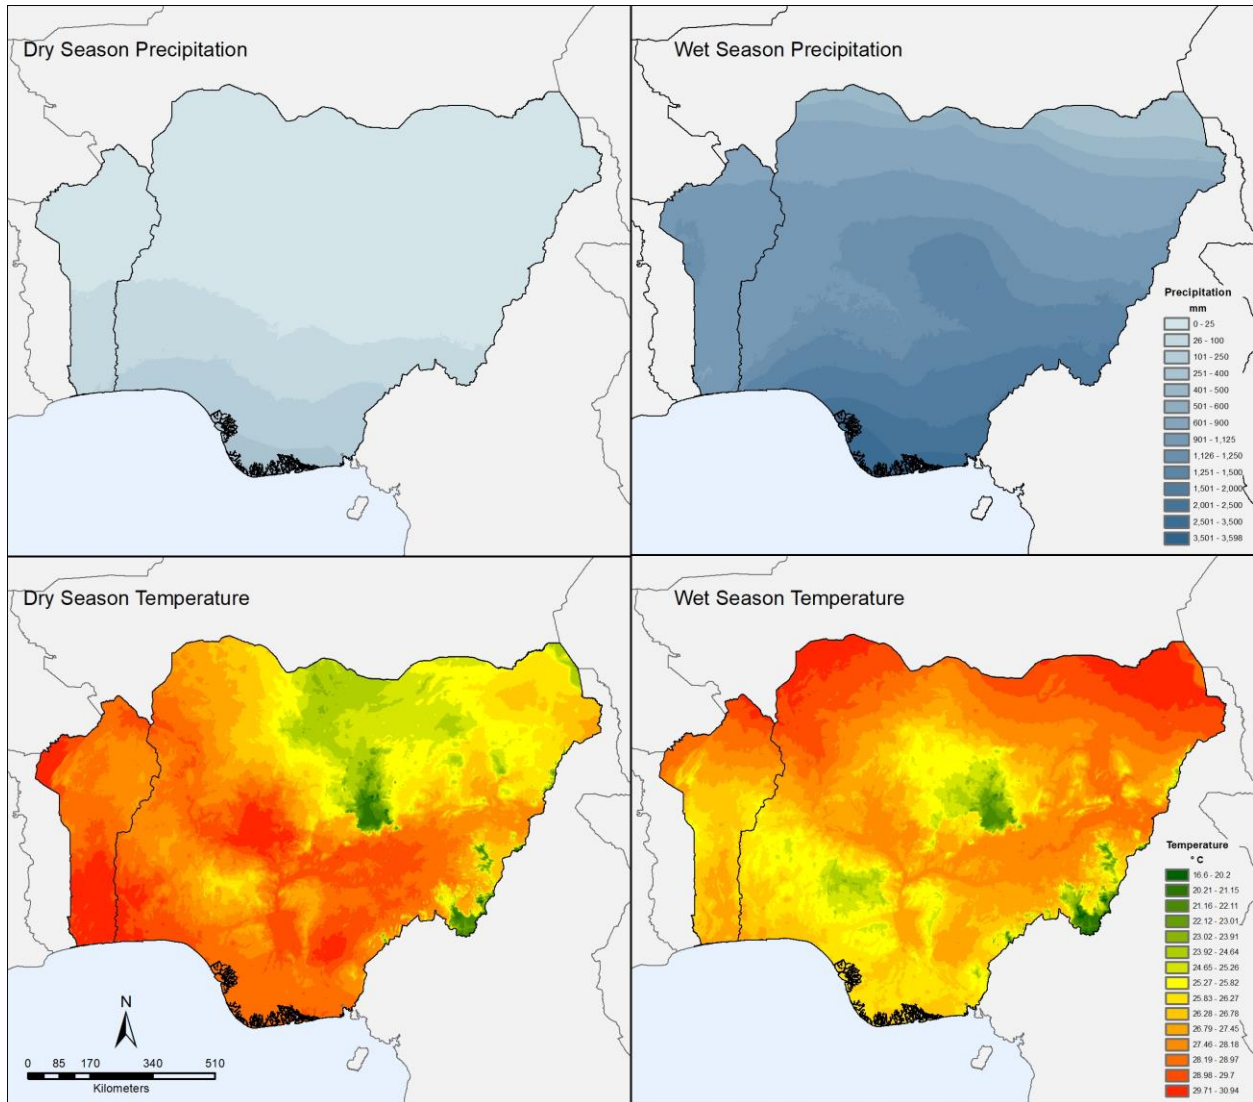 Dry Season Precipitation
Wet Season Precipitation
Precipitation
mm
0 - 25
26 - 100
101 - 250
251 - 400
401 - 500
501 - 600
601 - 900
901 - 1,125
1,126 - 1,250
1,251 - 1,500
1,501 - 2,000
2,001 - 2,500
2,501 - 3,500
3,501 - 3,598
Dry Season Temperature
Wet Season Temperature
Temperature
° C
16.6 - 20.2
20.21 - 21.15
21.16 - 22.11
22.12 - 23.01
23.02 - 23.91
23.92 - 24.64
24.65 - 25.26
25.27 - 25.82
25.83 - 26.27
26.28 - 26.78
26.79 - 27.45
27.46 - 28.18
28.19 - 28.97
28.98 - 29.7
29.71 - 30.94
N
0 85 170 340 510
Kilometers